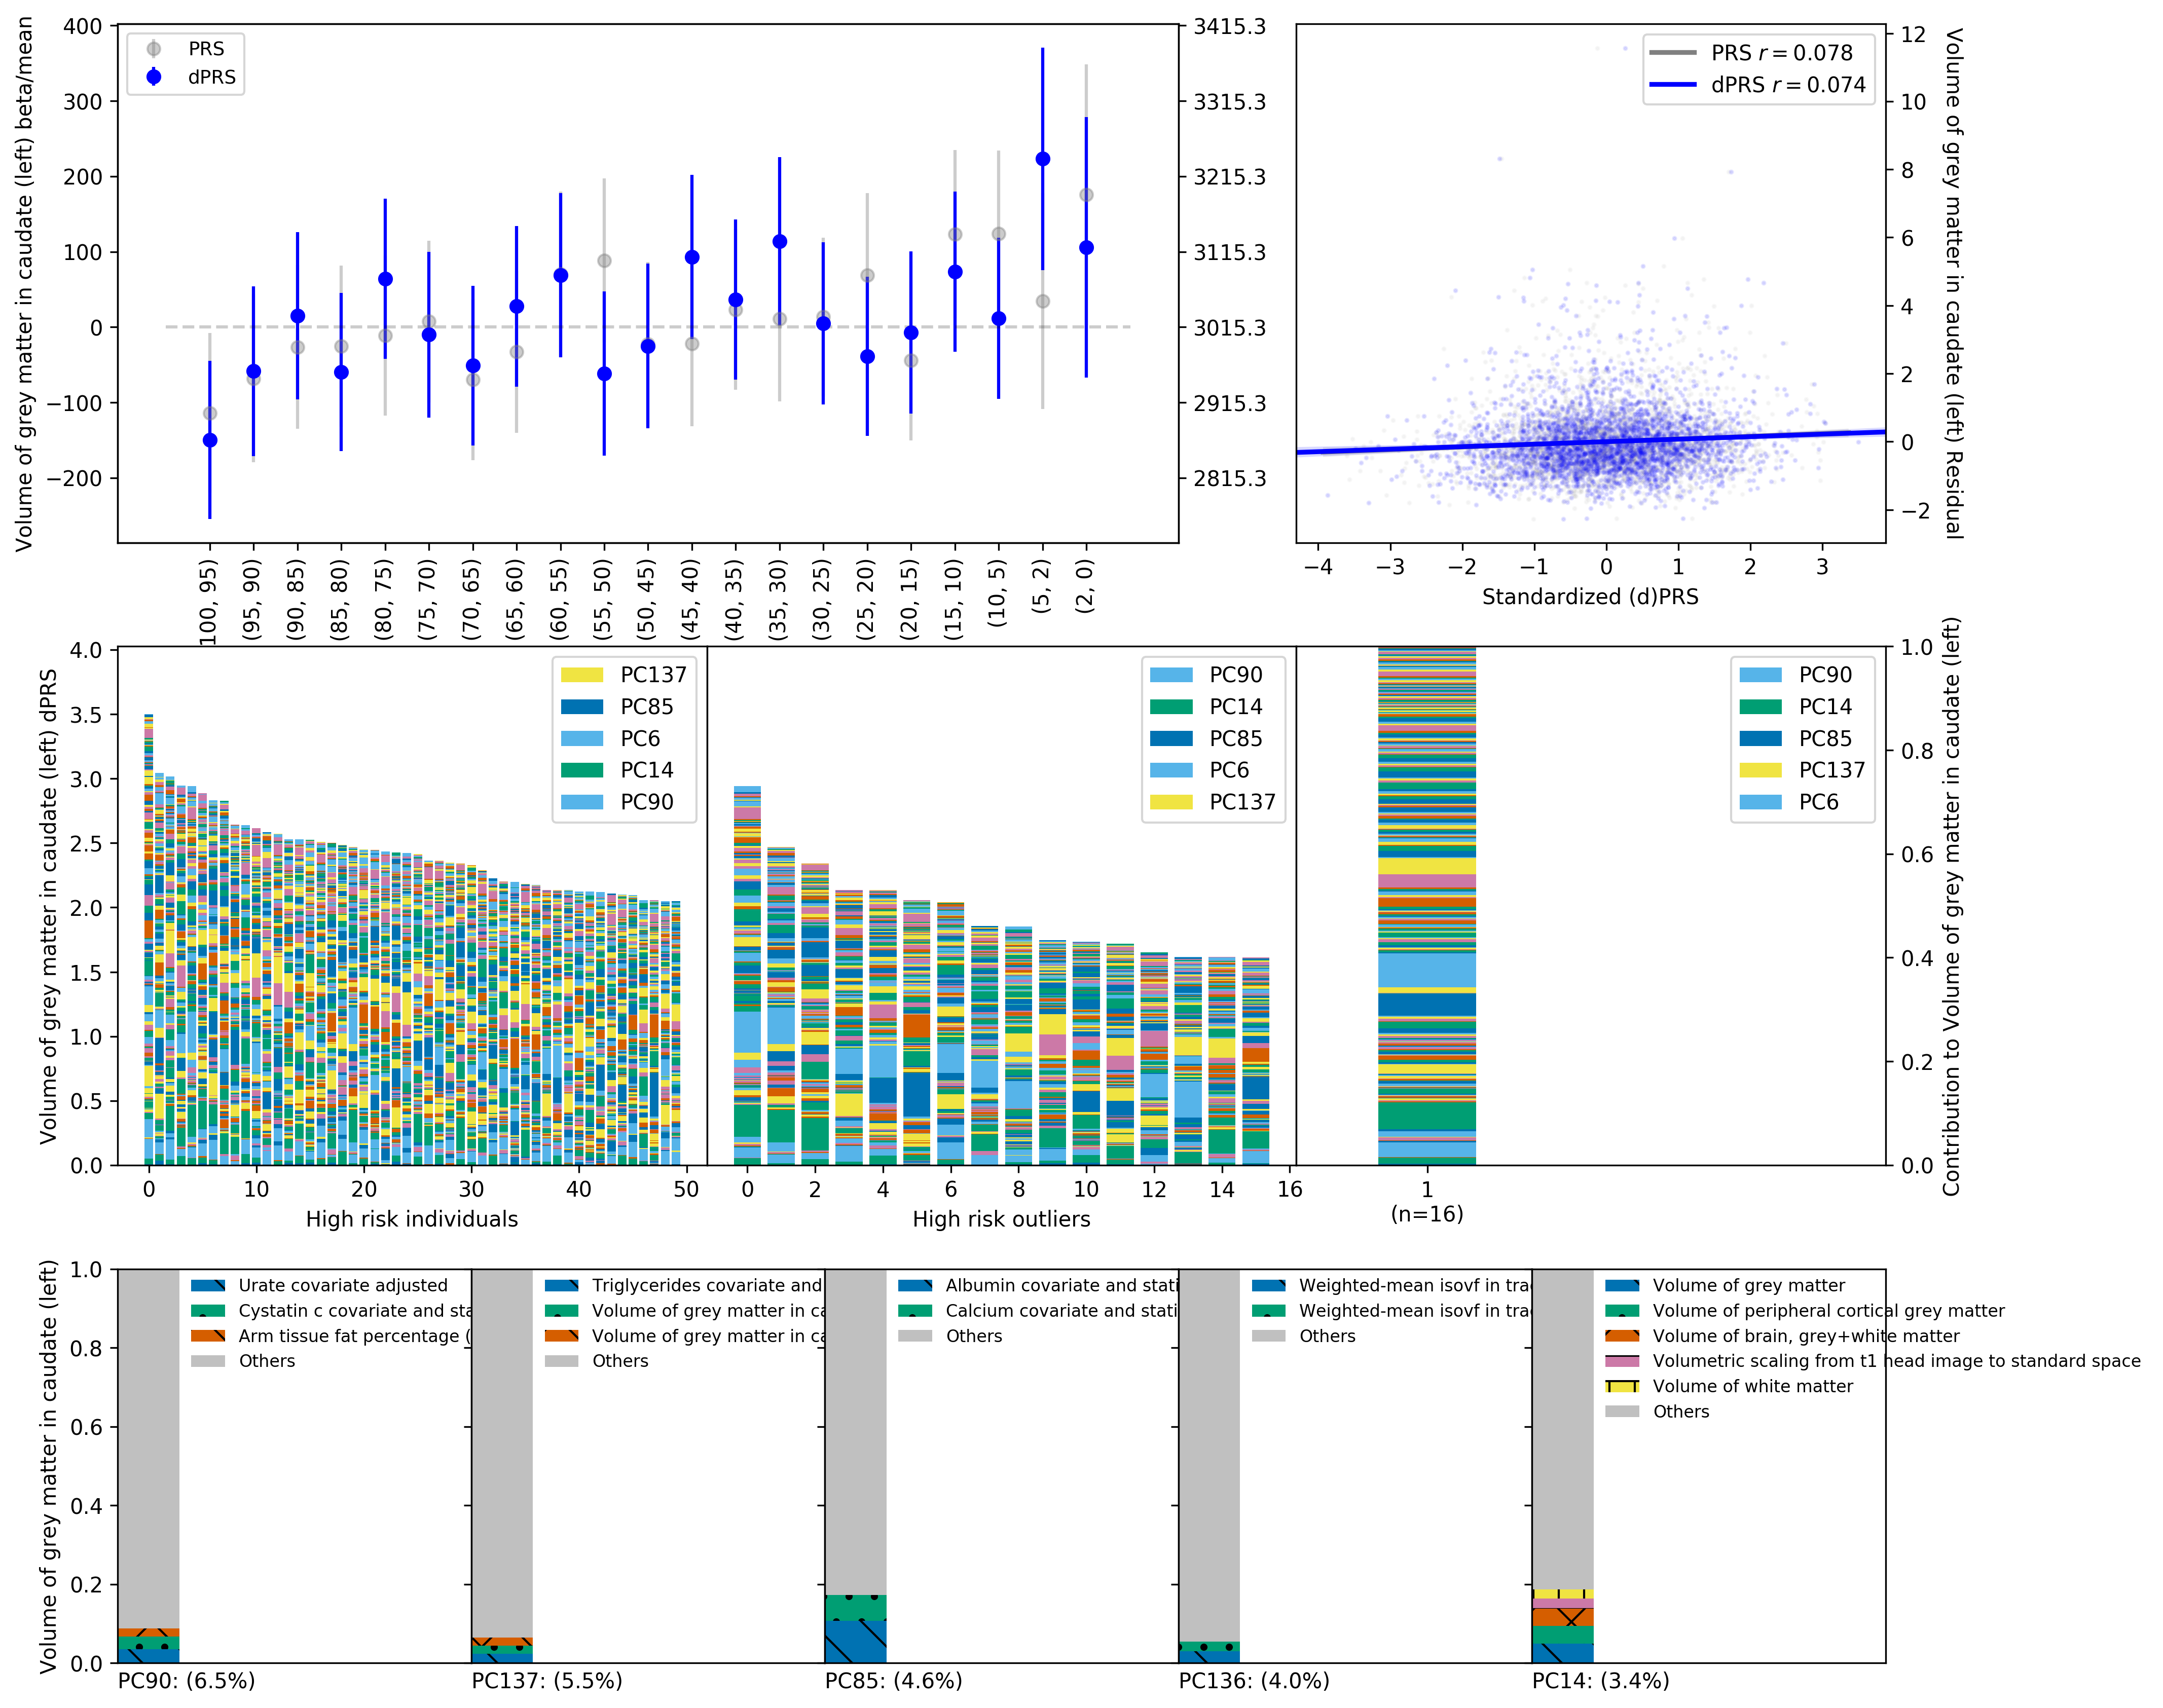 Volume of grey matter in caudate (left) beta/mean
400
300
200
100
0
−100
−200
PRS
dPRS
3415.3
3315.3
3215.3
3115.3
3015.3
2915.3
2815.3
100, 95)
(95, 90)
(90, 85)
(85, 80)
(80, 75)
(75, 70)
(70, 65)
(65, 60)
(60, 55)
(55, 50)
(50, 45)
(45, 40)
(40, 35)
(35, 30)
(30, 25)
(25, 20)
(20, 15)
(15, 10)
(10, 5)
(5, 2)
(2, 0)
PRS r = 0.078
dPRS r = 0.074
12
10
8
6
4
2
0
−2
Volume of grey matter in caudate (left) Residual
−4
−3
−2
−1
0
1
2
3
Standardized (d)PRS
Volume of grey matter in caudate (left) dPRS
4.0
3.5
3.0
2.5
2.0
1.5
1.0
0.5
0.0
PC137
PC85
PC6
PC14
PC90
0
10
20
30
40
50
High risk individuals
PC90
PC14
PC85
PC6
PC137
0
2
4
6
8
10
12
14
16
High risk outliers
PC90
PC14
PC85
PC137
PC6
1
(n=16)
1.0
0.8
0.6
0.4
0.2
0.0
Contribution to Volume of grey matter in caudate (left)
Volume of grey matter in caudate (left)
1.0
0.8
0.6
0.4
0.2
0.0
Urate covariate adjusted
Cystatin c covariate and sta
Arm tissue fat percentage (
Others
PC90: (6.5%)
Triglycerides covariate and
Volume of grey matter in ca
Volume of grey matter in ca
Others
PC137: (5.5%)
Albumin covariate and stati
Calcium covariate and stati
Others
PC85: (4.6%)
Weighted-mean isovf in tra
Weighted-mean isovf in tra
Others
PC136: (4.0%)
Volume of grey matter
Volume of peripheral cortical grey matter
Volume of brain, grey+white matter
Volumetric scaling from t1 head image to standard space
Volume of white matter
Others
PC14: (3.4%)